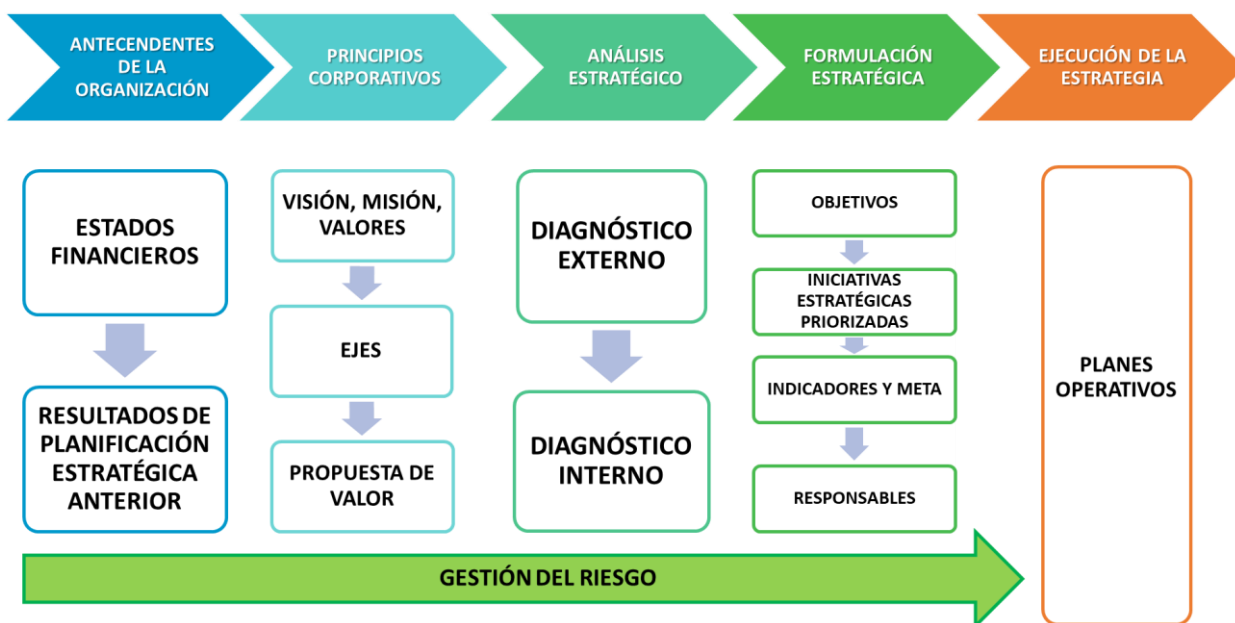 ANTECENDENTES
DE LA
ORGANIZACIÓN
PRINCIPIOS
CORPORATIVOS
ANÁLISIS
ESTRATÉGICO
FORMULACIÓN
ESTRATÉGICA
EJECUCIÓN DE LA
ESTRATEGIA
ESTADOS
FINANCIEROS
RESULTADOS DE
PLANIFICACIÓN
ESTRATÉGICA
ANTERIOR
VISIÓN, MISIÓN,
VALORES
EJES
PROPUESTA DE
VALOR
DIAGNÓSTICO
EXTERNO
DIAGNÓSTICO
INTERNO
OBJETIVOS
INICIATIVAS
ESTRATÉGICAS
PRIORIZADAS
INDICADORES Y META
RESPONSABLES
PLANES
OPERATIVOS
GESTIÓN DEL RIESGO